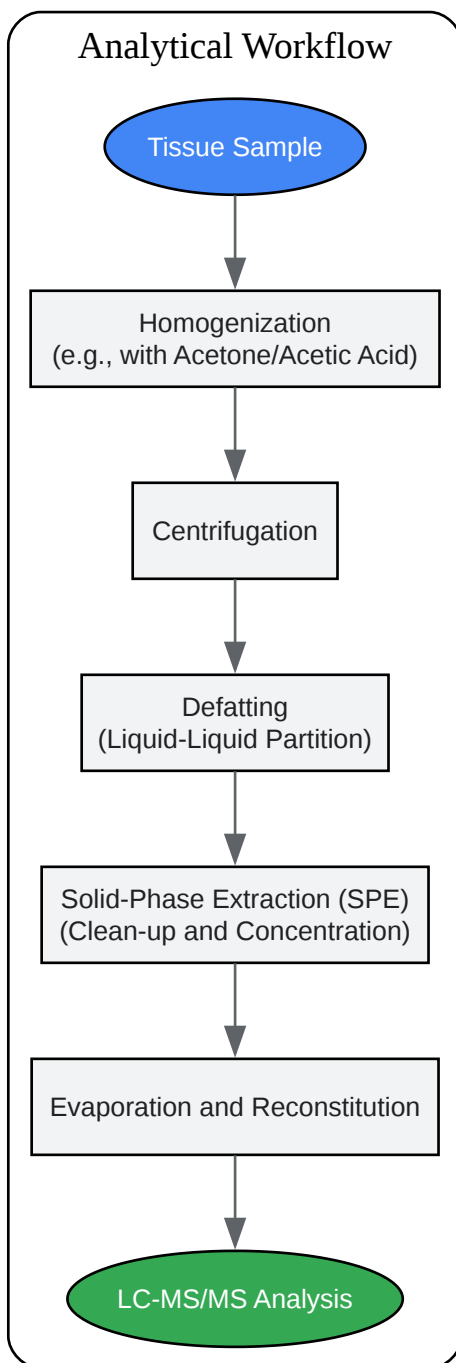 Analytical Workflow
Tissue Sample
Homogenization
(e.g., with Acetone/Acetic Acid)
Centrifugation
Defatting
(Liquid-Liquid Partition)
Solid-Phase Extraction (SPE)
(Clean-up and Concentration)
Evaporation and Reconstitution
LC-MS/MS Analysis